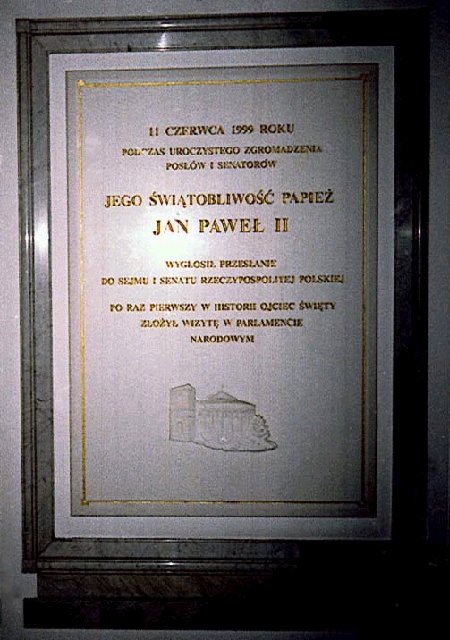 11 CZERWCA 1999 ROKU
PODCZAS UROCZYSTEGO ZGROMADZENIA
POSŁÓW I SENATORÓW
JEGO ŚWIĄTOBLIWOŚĆ PAPIEŻ
JAN PAWEŁ II
WYGŁOSIŁ PRZESŁANIE
DO SEJMU I SENATU RZECZYPOSPOLITEJ POLSKIEJ
PO RAZ PIERWSZY W HISTORII OJCIEC ŚWIĘTY
ZŁOŻYŁ WIZYTĘ W PARLAMENCIE
NARODOWYM